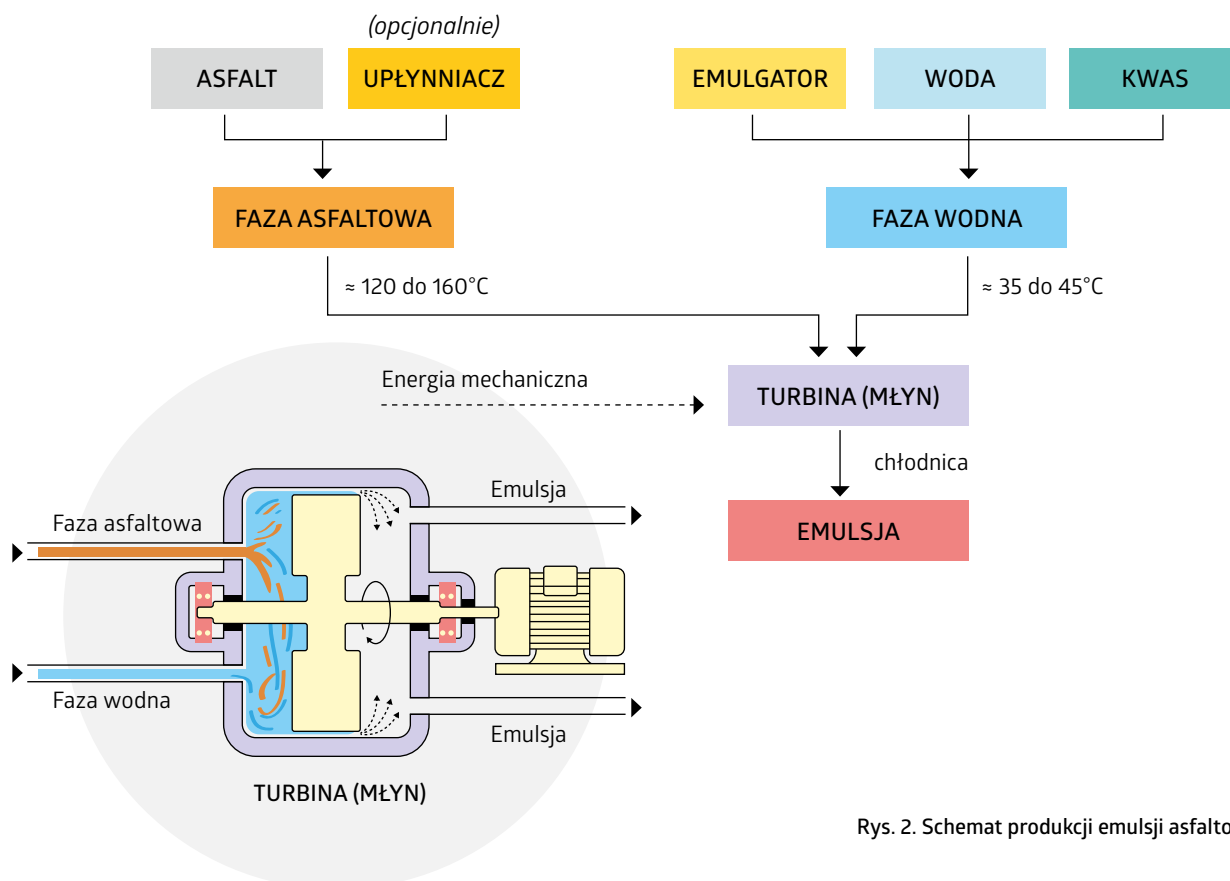 (opcjonalnie)
ASFALT
UPŁYNNIACZ
EMULGATOR
WODA
KWAS
FAZA ASFALTOWA
FAZA WODNA
≈ 120 do 160°C
≈ 35 do 45°C
Energia mechaniczna
TURBINA (MŁYN)
chłodnica
EMULSJA
Faza asfaltowa
Emulsja
Faza wodna
Emulsja
TURBINA (MŁYN)
Rys. 2. Schemat produkcji emulsji asfalto